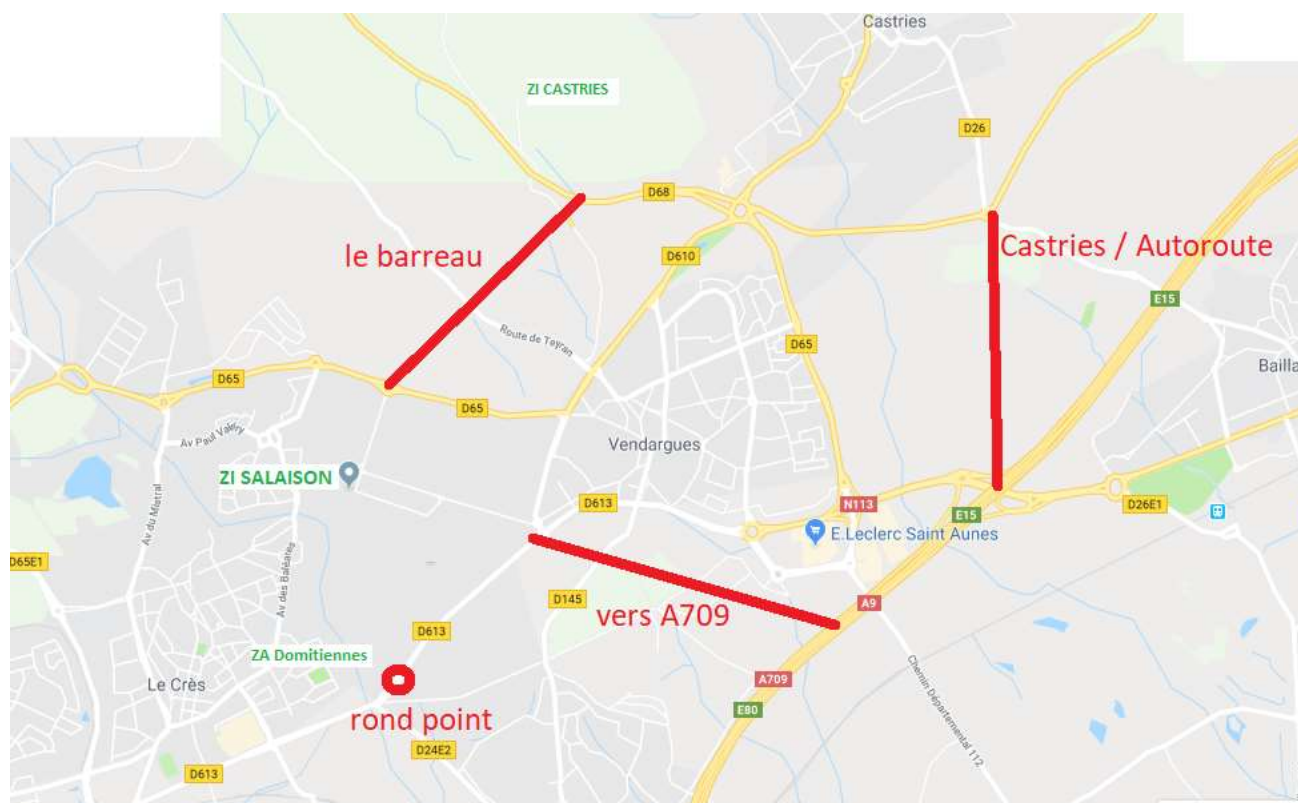 Castries
ZI CASTRIES
D26
D68
le barreau
Castries / Autoroute
D610
E15
Route de Teyran
D65
Bailla
D65
D65
Av Paul Valéry
Vendargues
ZI SALAISON
Av du Mistral
D613
N113
E15
D26E1
E.Leclerc Saint Aunes
D65E1
Av des Baléares
D145
vers A709
A9
D613
ZA Domitiennes
Le Crès
A709
Chemin Départemental 112
rond point
E80
D24E2
D613